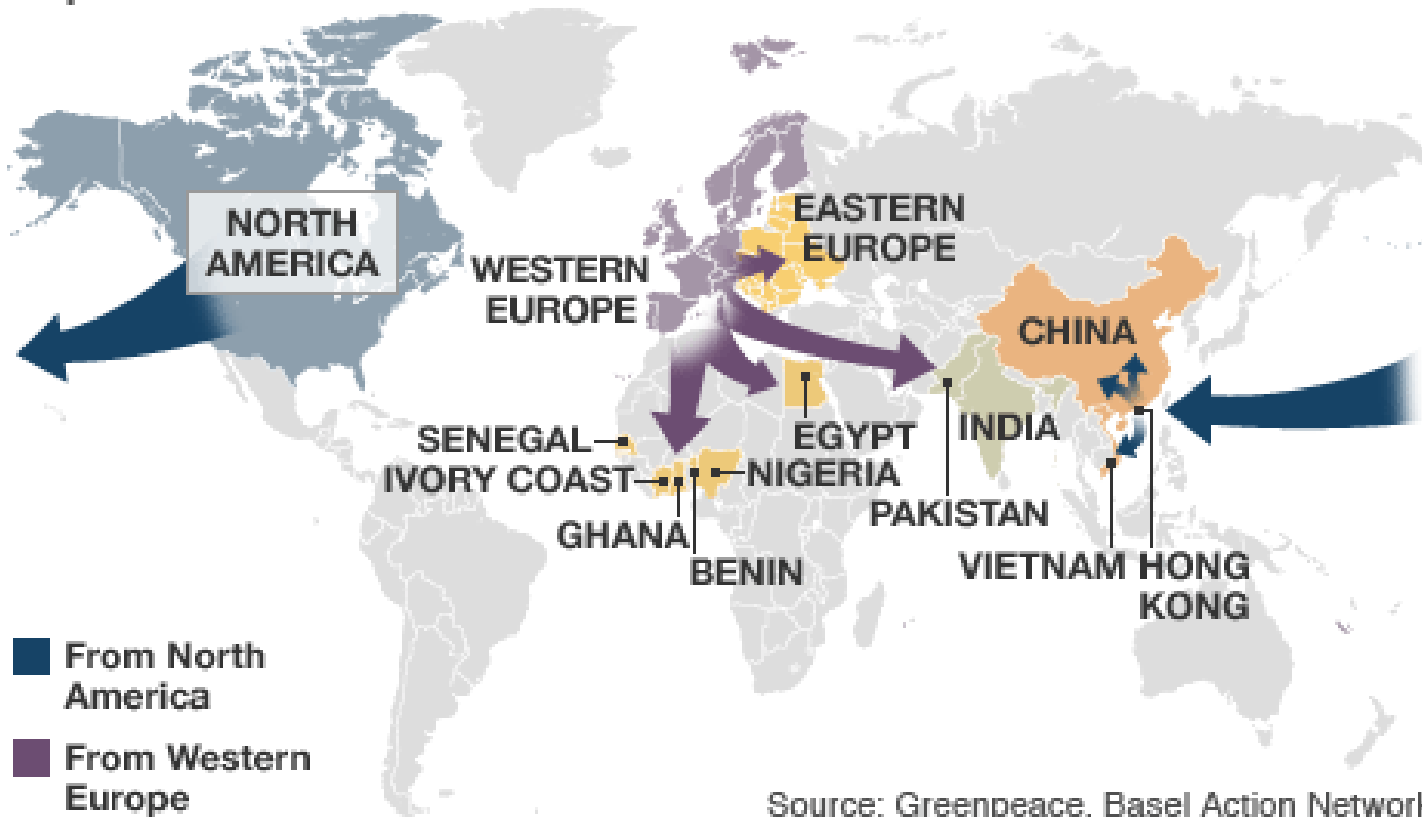 NORTH
AMERICA
WESTERN
EUROPE
EASTERN
EUROPE
CHINA
SENEGAL
IVORY COAST
GHANA
BENIN
NIGERIA
EGYPT
INDIA
PAKISTAN
VIETNAM
HONG
KONG
From North
America
From Western
Europe
Source: Greenpeace, Basel Action Network